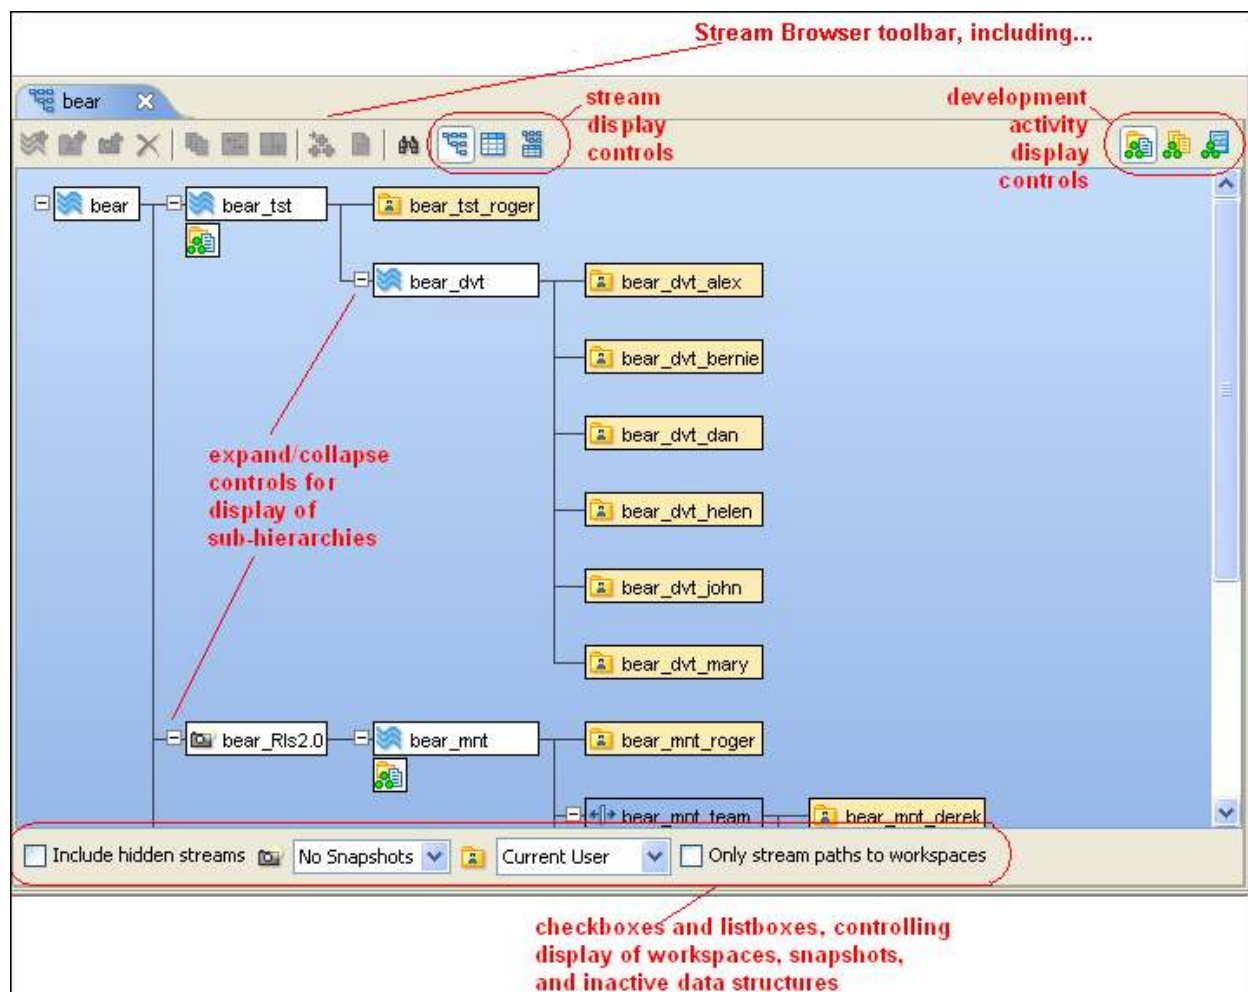 Stream Browser toolbar, including...
bear
stream
display
controls
development
activity
display
controls
bear
bear_tst
bear_tst_roger
bear_dvt
bear_dvt_alex
bear_dvt_bernie
bear_dvt_dan
expand/collapse
controls for
display of
sub-hierarchies
bear_dvt_helen
bear_dvt_john
bear_dvt_mary
bear_Rls2.0
bear_mnt
bear_mnt_roger
bear_mnt_team
bear_mnt_derek
Include hidden streams
No Snapshots
Current User
Only stream paths to workspaces
checkboxes and listboxes, controlling
display of workspaces, snapshots,
and inactive data structures